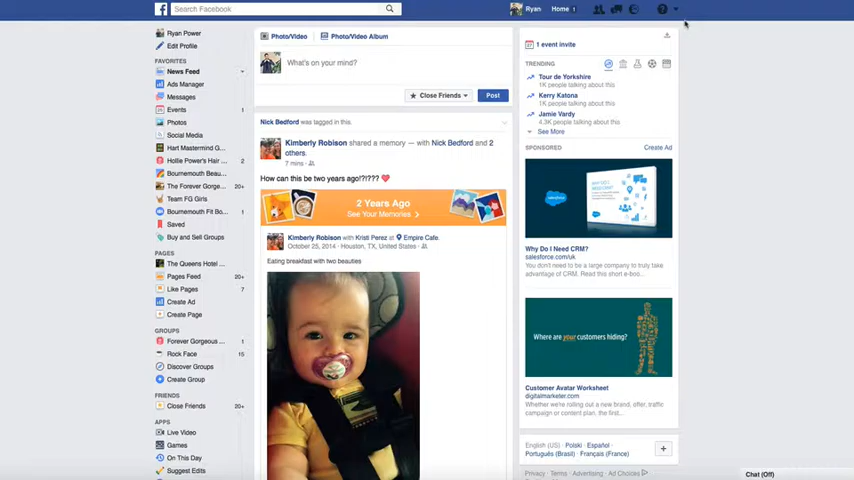 Search Facebook
Ryan
Home
1
Ryan Power
Edit Profile
FAVORITES
News Feed
Ads Manager
Messages
Events 1
Photos
Social Media
Hart Mastermind G...
Hollie Power's Hair ... 2
Bournemouth Beau...
The Forever Gorge... 20+
Team FG Girls
Bournemouth Fit Bo...
Saved
Buy and Sell Groups
PAGES
The Queens Hotel ...
Pages Feed 20+
Like Pages 7
Create Ad
Create Page
GROUPS
Forever Gorgeous ... 1
Rock Face 15
Discover Groups
Create Group
FRIENDS
Close Friends 20+
APPS
Live Video
Games
On This Day
Suggest Edits
Photo/Video
Photo/Video Album
What's on your mind?
Close Friends
Post
Nick Bedford was tagged in this.
Kimberly Robison shared a memory — with Nick Bedford and 2
others.
7 mins ·
How can this be two years ago!?!???
2 Years Ago
See Your Memories
Kimberly Robison with Kristi Perez at Empire Cafe.
October 25, 2014 · Houston, TX, United States ·
Eating breakfast with two beauties
1 event invite
TRENDING
Tour de Yorkshire
1K people talking about this
Kerry Katona
1K people talking about this
Jamie Vardy
4.3K people talking about this
See More
SPONSORED
Create Ad
WHY DO I
NEED CRM?
salesforce
Why Do I Need CRM?
salesforce.com/uk
You don't need to be a large company to truly take
advantage of CRM. Read this short e-boo...
Where are your customers hiding?
Customer Avatar Worksheet
digitalmarketer.com
Whether we're rolling out a new brand, offer, traffic
campaign or content plan, the first...
English (US) · Polski · Español ·
Português (Brasil) · Français (France)
Privacy · Terms · Advertising · Ad Choices
Chat (Off)